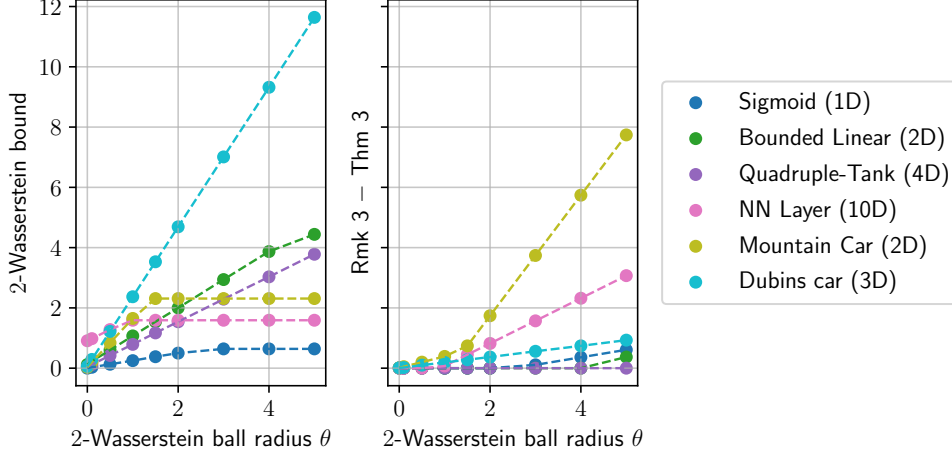 2-Wasserstein bound
12
10
8
6
4
2
0
0
2
4
2-Wasserstein ball radius θ
Rmk 3 − Thm 3
0
2
4
2-Wasserstein ball radius θ
Sigmoid (1D)
Bounded Linear (2D)
Quadruple-Tank (4D)
NN Layer (10D)
Mountain Car (2D)
Dubins car (3D)